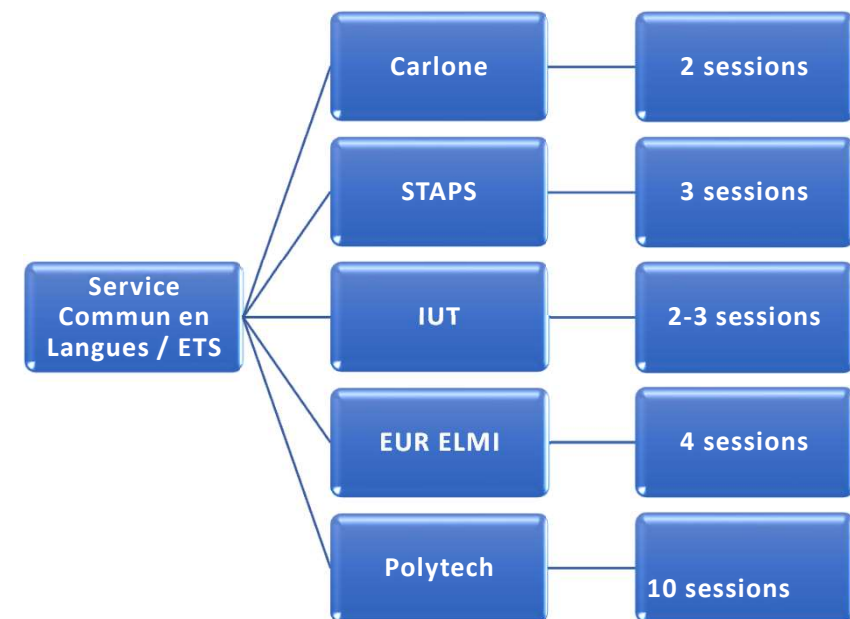 Carlone
2 sessions
STAPS
3 sessions
Service
Commun en
Langues / ETS
IUT
2-3 sessions
EUR ELMI
4 sessions
Polytech
10 sessions